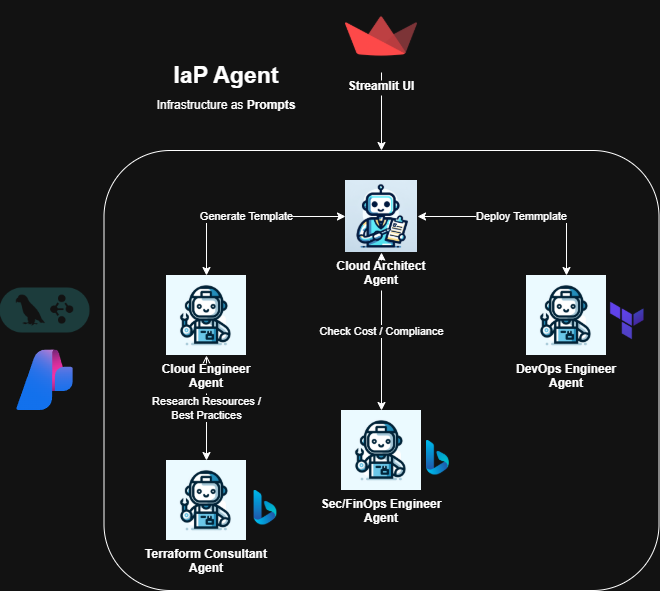 Streamlit UI
IaP Agent
Infrastructure as Prompts
Generate Template
Deploy Temmplate
Cloud Architect
Agent
Check Cost / Compliance
Cloud Engineer
Agent
DevOps Engineer
Agent
Research Resources /
Best Practices
Sec/FinOps Engineer
Agent
Terraform Consultant
Agent